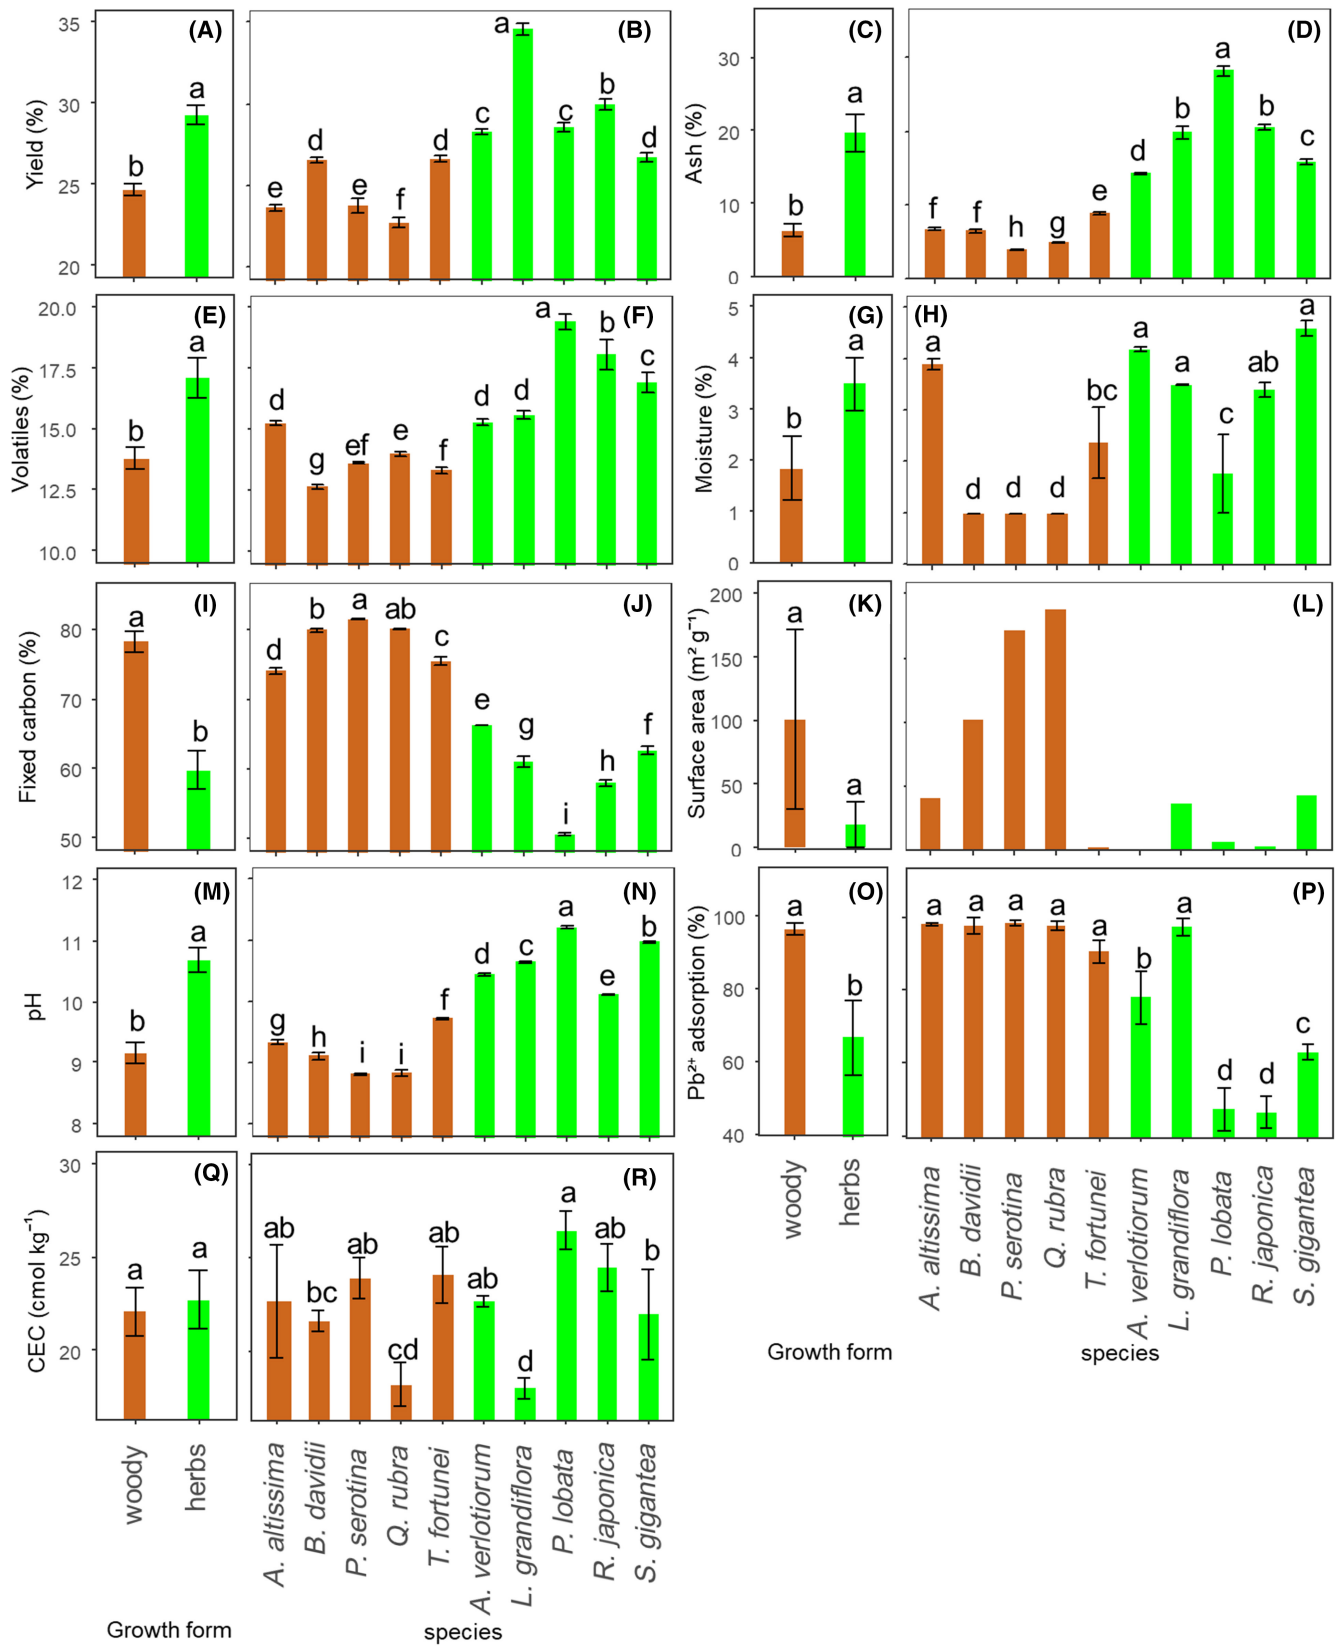 (A)
Yield (%)
35
30
25
20
b
a
(B)
e
d
e
f
d
c
a
c
b
d
(C)
Ash (%)
30
20
10
0
b
a
(D)
f
f
h
g
e
d
b
a
b
c
(E)
Volatiles (%)
20.0
17.5
15.0
12.5
10.0
b
a
(F)
d
g
ef
e
f
d
d
a
b
c
(G)
Moisture (%)
5
4
3
2
1
0
b
a
(H)
a
d
d
d
bc
a
a
c
ab
a
(I)
Fixed carbon (%)
80
70
60
50
a
b
(J)
d
b
a
ab
c
e
g
i
h
f
(K)
Surface area (m² g⁻¹)
200
150
100
50
0
a
a
(L)
(M)
pH
12
11
10
9
8
b
a
(N)
g
h
i
i
f
d
c
a
e
b
(O)
Pb²⁺ adsorption (%)
100
80
60
40
a
b
(P)
a
a
a
a
a
b
a
d
d
c
woody
herbs
A. altissima
B. davidii
P. serotina
Q. rubra
T. fortunei
A. verlotiorum
L. grandiflora
P. lobata
R. japonica
S. gigantea
Growth form
species
(Q)
CEC (cmol kg⁻¹)
30
25
20
a
a
(R)
ab
bc
ab
cd
ab
ab
d
a
ab
b
woody
herbs
A. altissima
B. davidii
P. serotina
Q. rubra
T. fortunei
A. verlotiorum
L. grandiflora
P. lobata
R. japonica
S. gigantea
Growth form
species